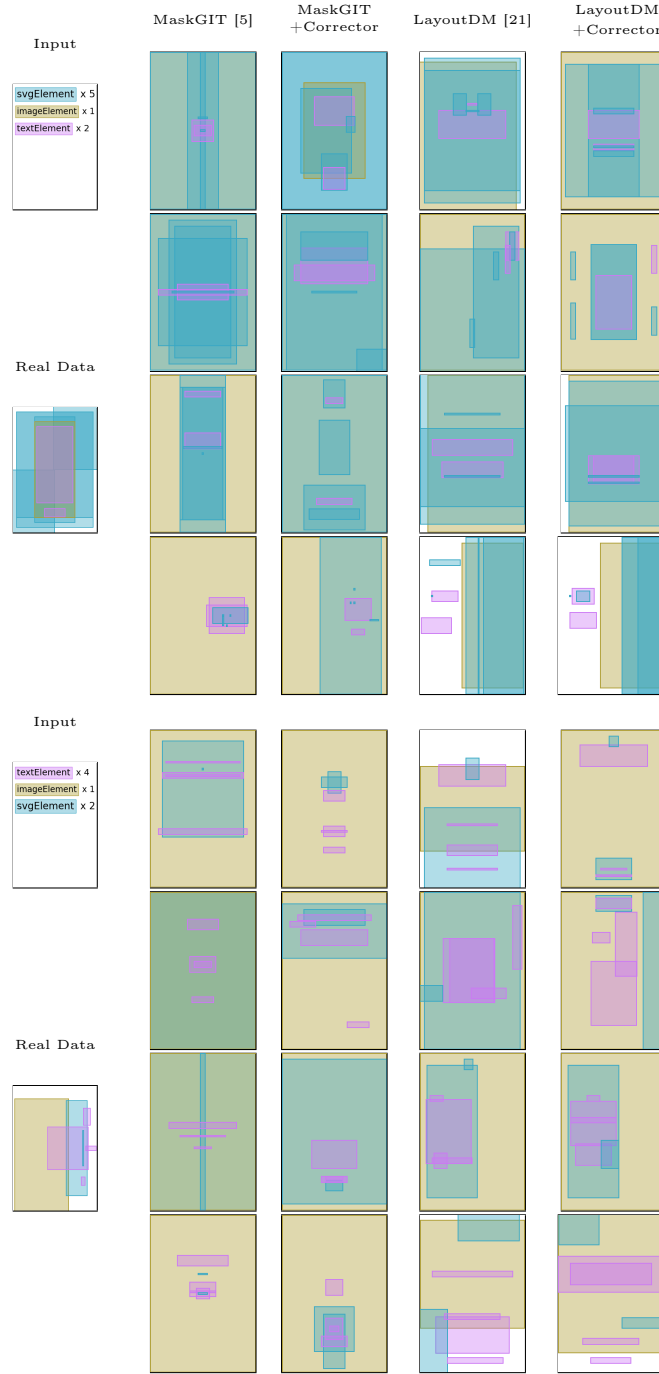 MaskGIT [5]
MaskGIT
+Corrector
LayoutDM [21]
LayoutDM
+Corrector
Input
svgElement x 5
imageElement x 1
textElement x 2
Real Data
Input
textElement x 4
imageElement x 1
svgElement x 2
Real Data